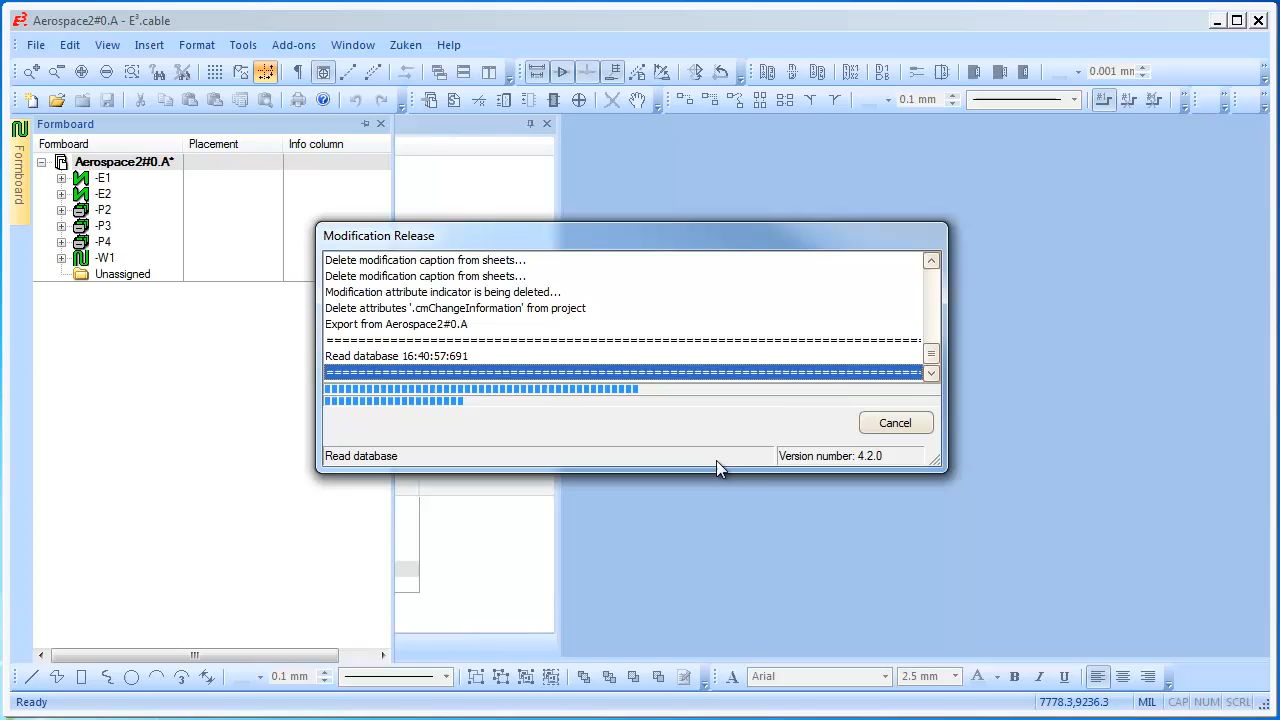 Aerospace2#0.A - E³.cable
File Edit View Insert Format Tools Add-ons Window Zuken Help
0.001 mm
0.1 mm
Formboard
Formboard
Formboard Placement Info column
Aerospace2#0.A*
-E1
-E2
-P2
-P3
-P4
-W1
Unassigned
Modification Release
Delete modification caption from sheets...
Delete modification caption from sheets...
Modification attribute indicator is being deleted...
Delete attributes '.cmChangeInformation' from project
Export from Aerospace2#0.A
Read database 16:40:57:691
Cancel
Read database Version number: 4.2.0
0.1 mm Arial 2.5 mm B I U
Ready 7778.3,9236.3 MIL CAP NUM SCRL